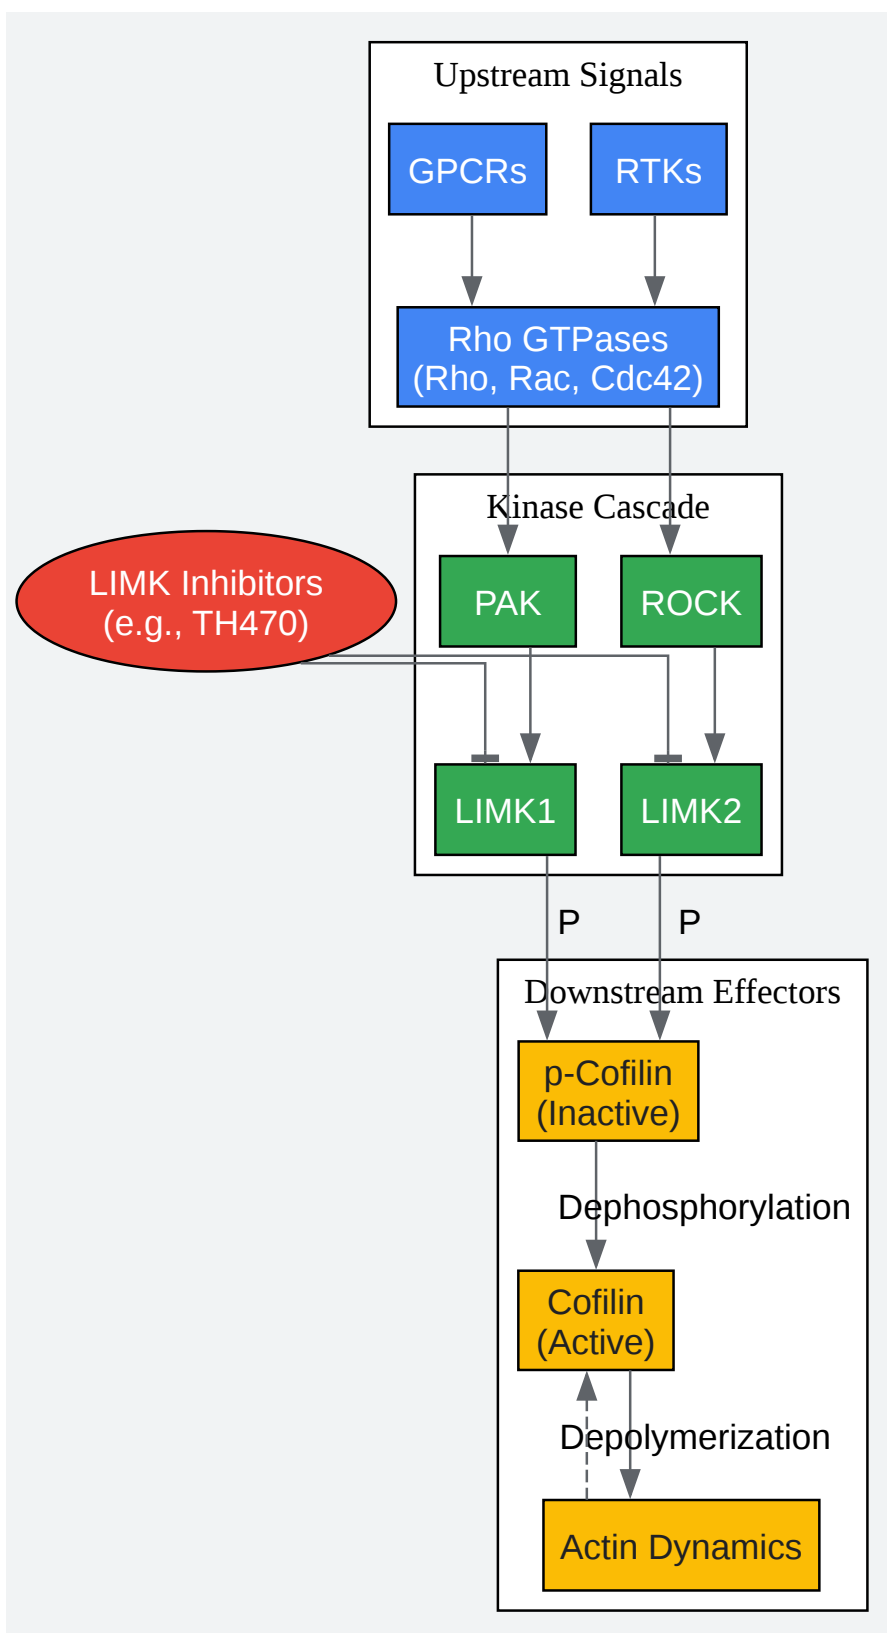 Upstream Signals
GPCRs
RTKs
Rho GTPases
(Rho, Rac, Cdc42)
Kinase Cascade
LIMK Inhibitors
(e.g., TH470)
PAK
ROCK
LIMK1
LIMK2
P
P
Downstream Effectors
p-Cofilin
(Inactive)
Dephosphorylation
Cofilin
(Active)
Depolymerization
Actin Dynamics